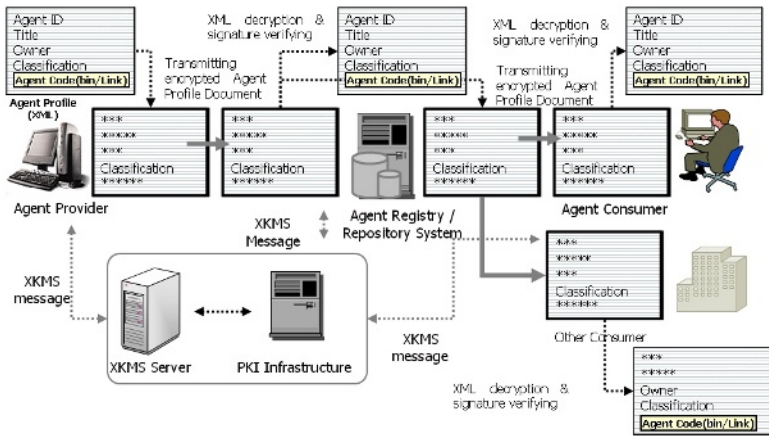 Agent ID
Title
Owner
Classification
Agent Code(bin/Link)
Agent Profile
(XML)
XML decryption &
signature verifying
Transmitting
encrypted Agent
Profile Document
Agent ID
Title
Owner
Classification
Agent Code(bin/Link)
XML decryption &
signature verifying
Transmitting
encrypted Agent
Profile Document
Agent ID
Title
Owner
Classification
Agent Code(bin/Link)
***
*****
***
Classification
******
***
*****
***
Classification
******
***
*****
***
Classification
******
***
*****
***
Classification
******
Agent Provider
XKMS
Message
Agent Registry /
Repository System
Agent Consumer
XKMS
message
XKMS Server
PKI Infrastructure
XKMS
message
***
*****
***
Classification
******
Other Consumer
XML decryption &
signature verifying
***
*****
Owner
Classification
Agent Code(bin/Link)